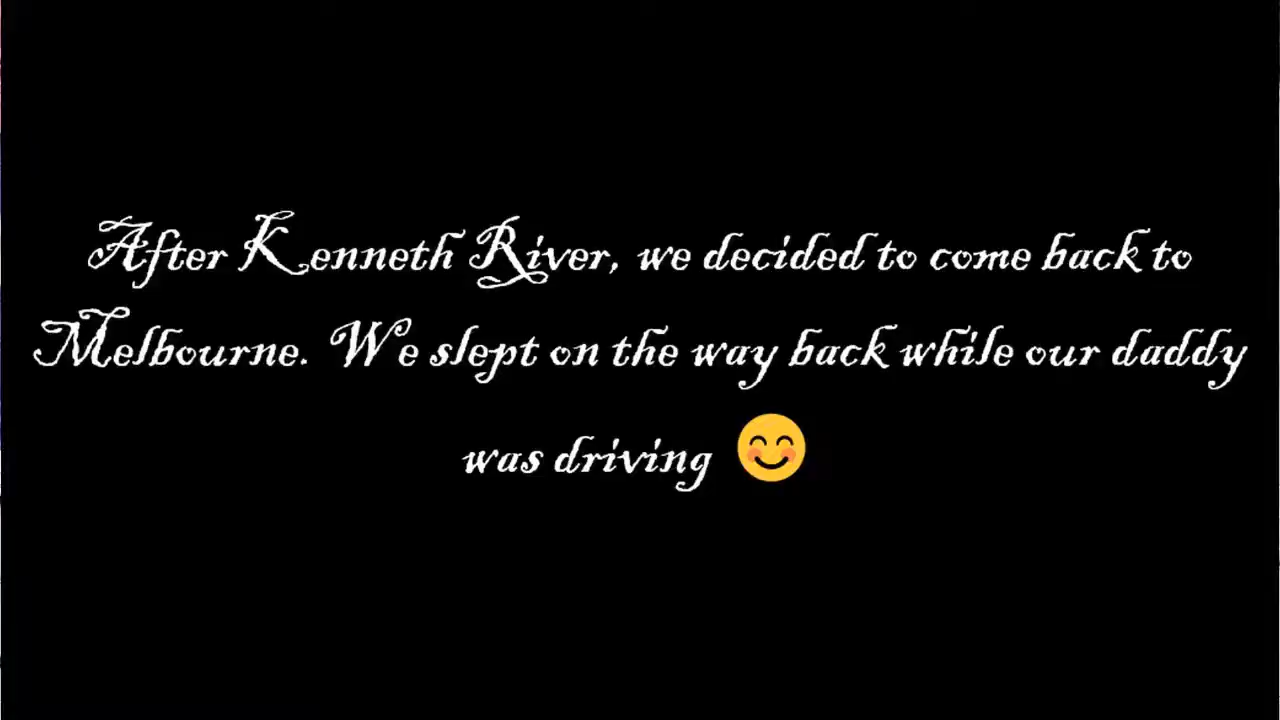 After Kenneth River, we decided to come back to
Melbourne. We slept on the way back while our daddy
was driving 😊